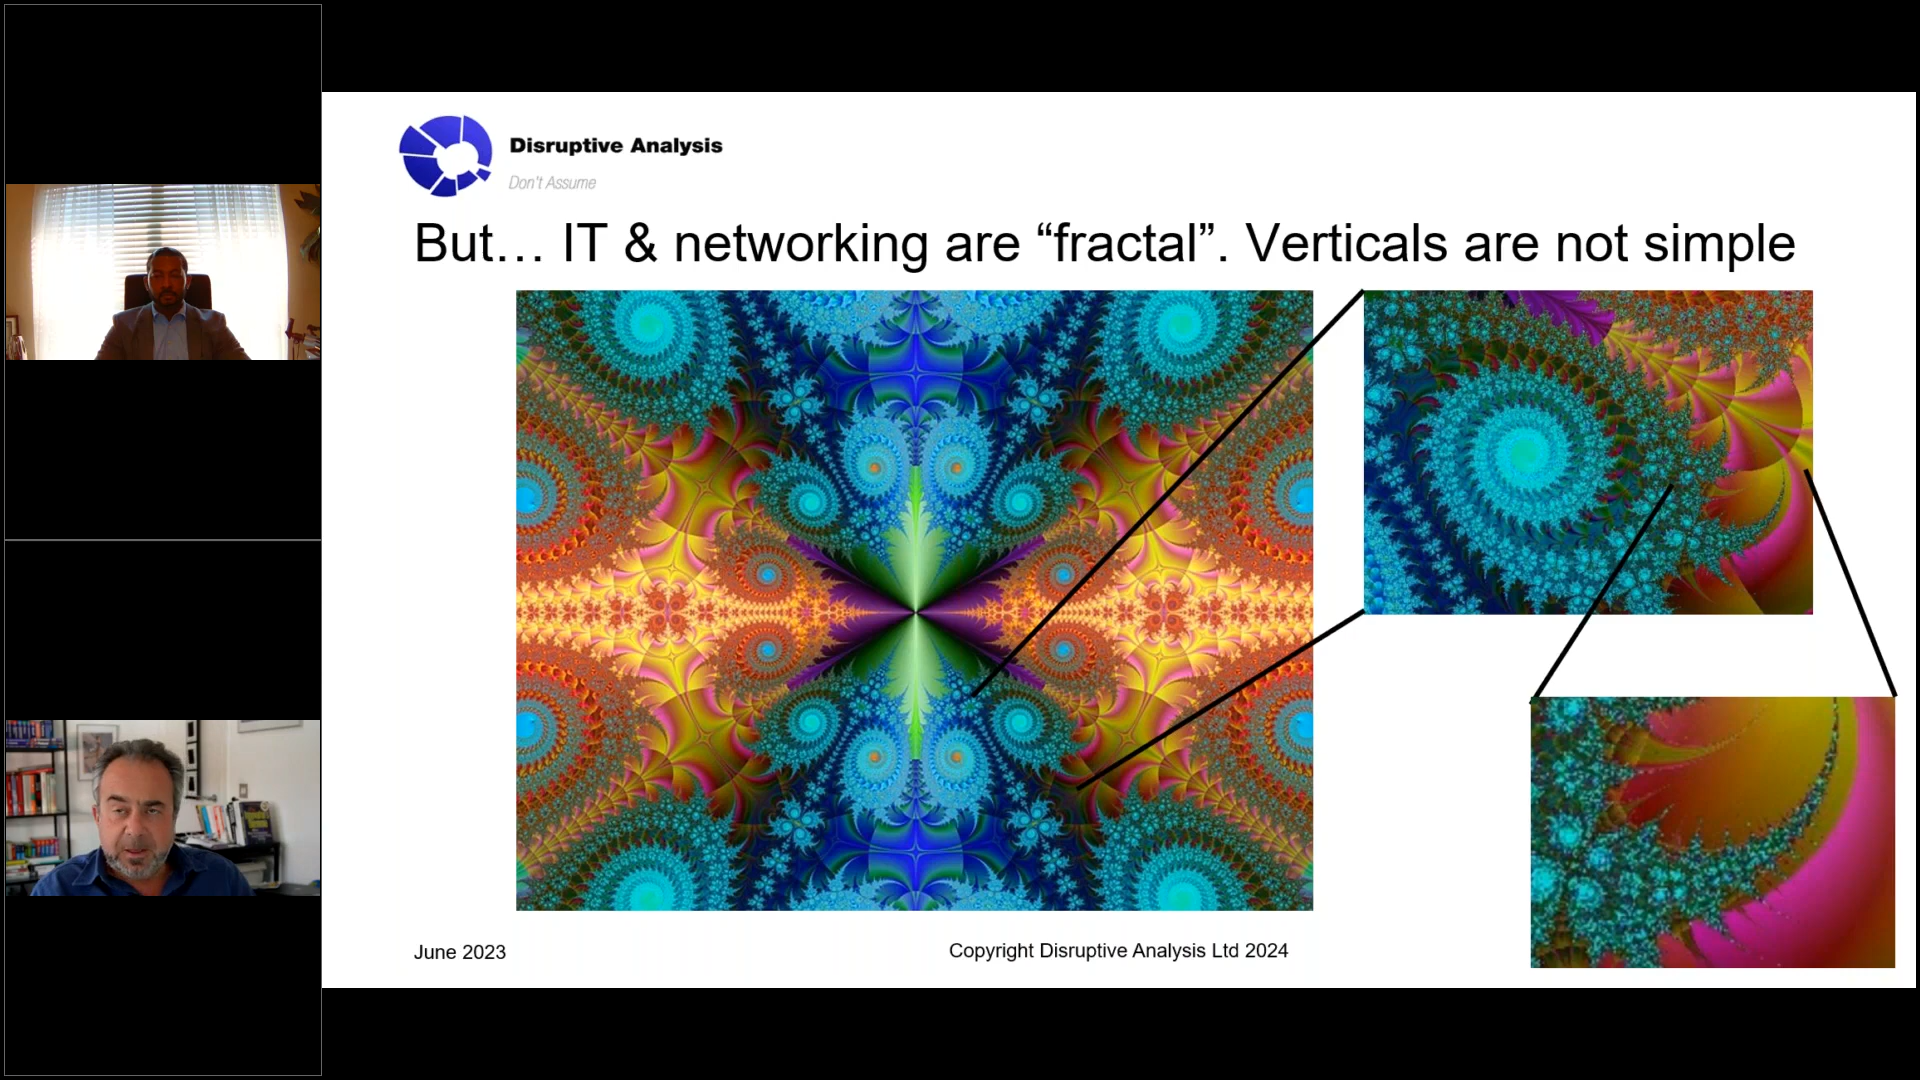 Disruptive Analysis
Don't Assume
But… IT & networking are “fractal”. Verticals are not simple
June 2023
Copyright Disruptive Analysis Ltd 2024